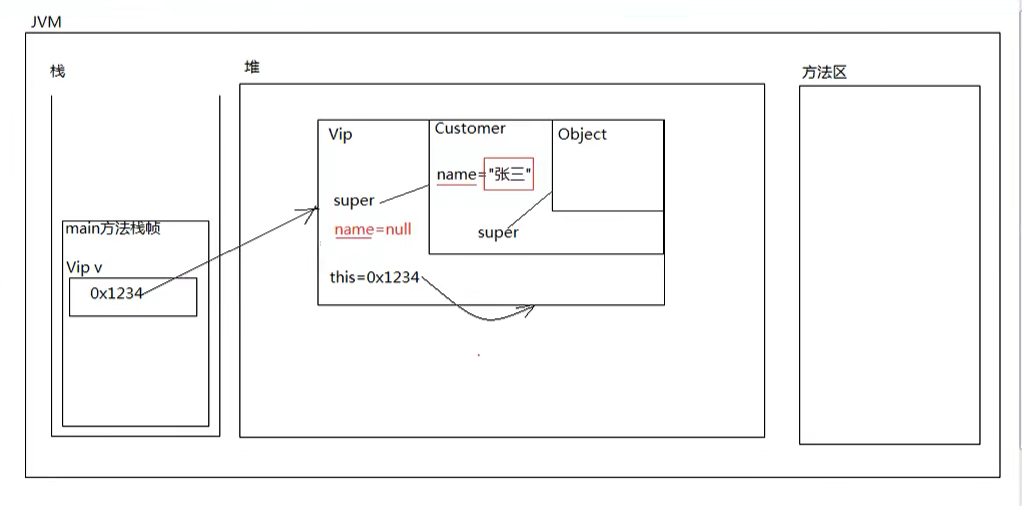 JVM
栈
堆
方法区
main方法栈帧
Vip v
0x1234
Vip
super
name=null
this=0x1234
Customer
name="张三"
super
Object